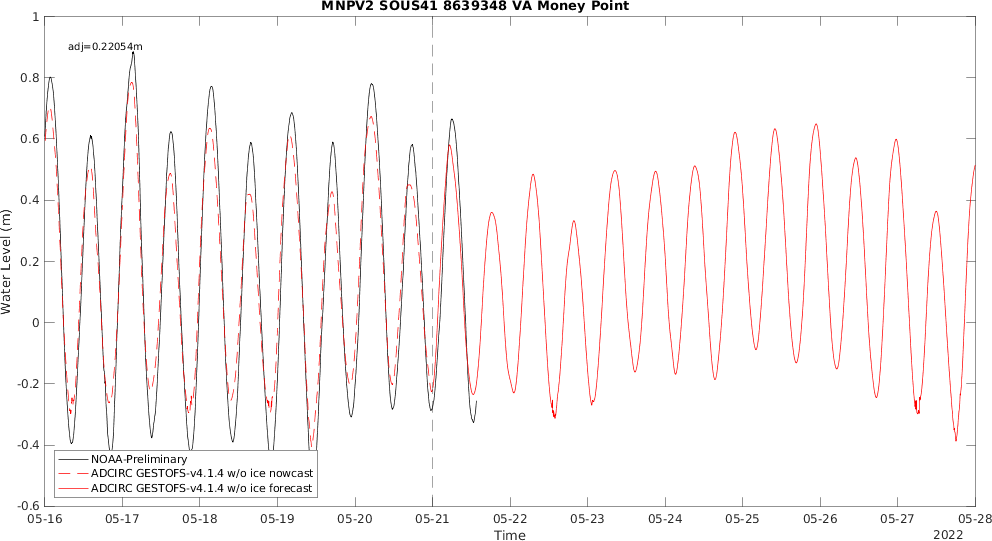 MNPV2 SOUS41 8639348 VA Money Point
adj=0.22054m
1
0.8
0.6
0.4
0.2
0
-0.2
-0.4
-0.6
Water Level (m)
NOAA-Preliminary
ADCIRC GESTOFS-v4.1.4 w/o ice nowcast
ADCIRC GESTOFS-v4.1.4 w/o ice forecast
05-16 05-17 05-18 05-19 05-20 05-21 05-22 05-23 05-24 05-25 05-26 05-27 05-28
Time
2022